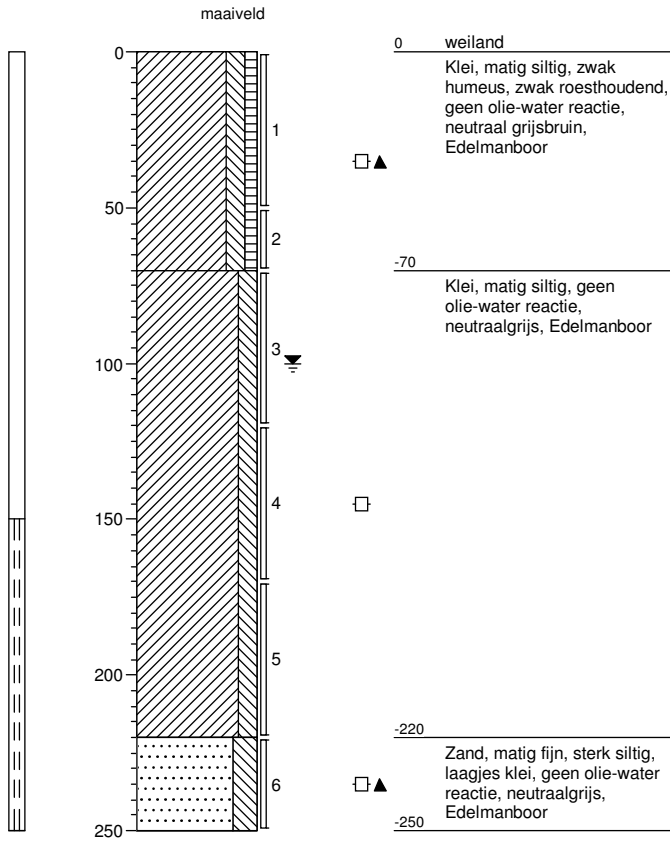 maaiveld
0
50
100
150
200
250
1
2
3
4
5
6
0 weiland
Klei, matig siltig, zwak
humeus, zwak roesthoudend,
geen olie-water reactie,
neutraal grijsbruin,
Edelmanboor
-70
Klei, matig siltig, geen
olie-water reactie,
neutraalgrijs, Edelmanboor
-220
Zand, matig fijn, sterk siltig,
laagjes klei, geen olie-water
reactie, neutraalgrijs,
Edelmanboor
-250